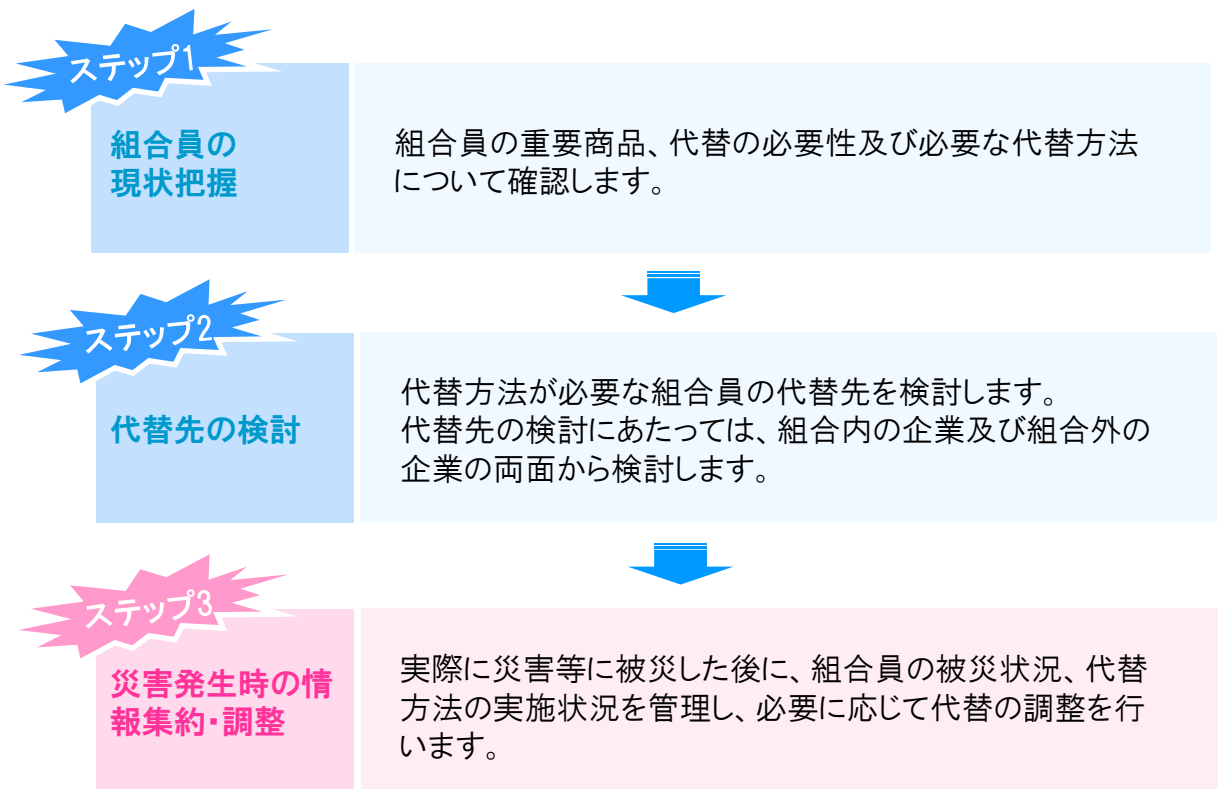 ステップ1
組合員の
現状把握
組合員の重要商品、代替の必要性及び必要な代替方法
について確認します。
ステップ2
代替先の検討
代替方法が必要な組合員の代替先を検討します。
代替先の検討にあたっては、組合内の企業及び組合外の
企業の両面から検討します。
ステップ3
災害発生時の情
報集約・調整
実際に災害等に被災した後に、組合員の被災状況、代替
方法の実施状況を管理し、必要に応じて代替の調整を行
います。